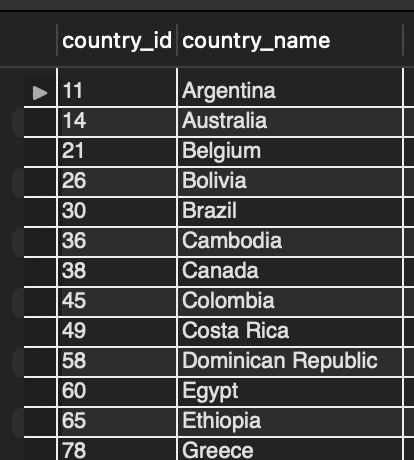 country_id country_name
11 Argentina
14 Australia
21 Belgium
26 Bolivia
30 Brazil
36 Cambodia
38 Canada
45 Colombia
49 Costa Rica
58 Dominican Republic
60 Egypt
65 Ethiopia
78 Greece